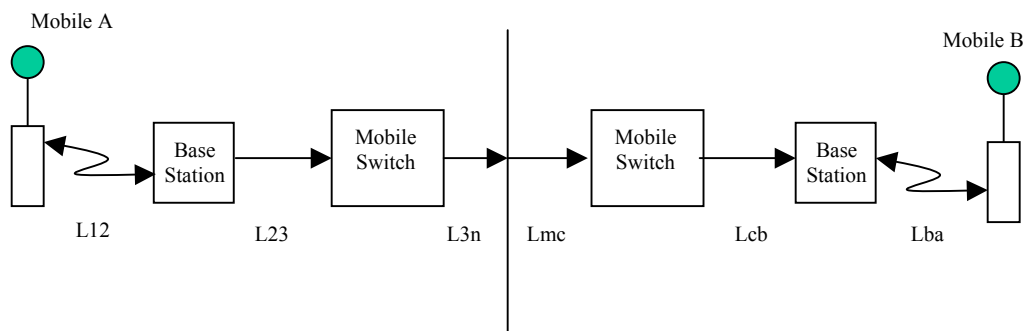 Mobile A
Mobile B
Base
Station
Mobile
Switch
Mobile
Switch
Base
Station
L12
L23
L3n
Lmc
Lcb
Lba